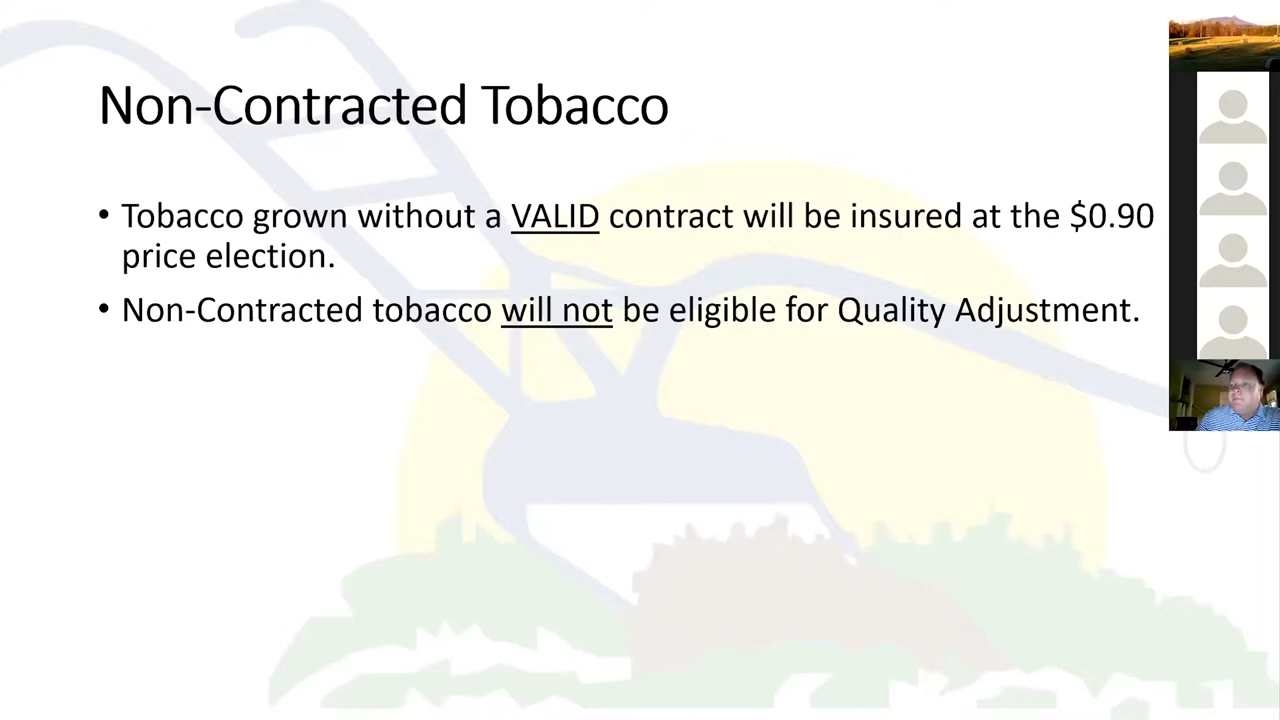 Non-Contracted Tobacco
• Tobacco grown without a VALID contract will be insured at the $0.90
price election.
• Non-Contracted tobacco will not be eligible for Quality Adjustment.